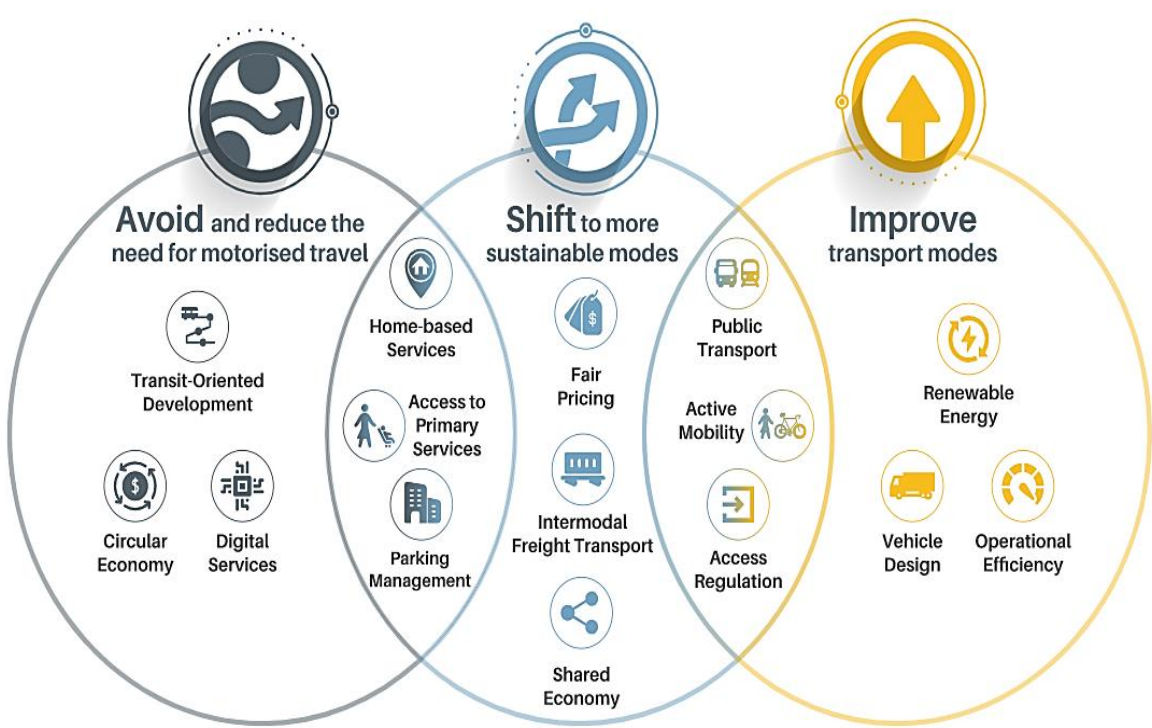 Avoid and reduce the
need for motorised travel
Transit-Oriented
Development
Circular
Economy
Digital
Services
Home-based
Services
Access to
Primary
Services
Parking
Management
Shift to more
sustainable modes
$
Fair
Pricing
Intermodal
Freight Transport
Shared
Economy
Public
Transport
Active
Mobility
Access
Regulation
Improve
transport modes
Renewable
Energy
Vehicle
Design
Operational
Efficiency
$